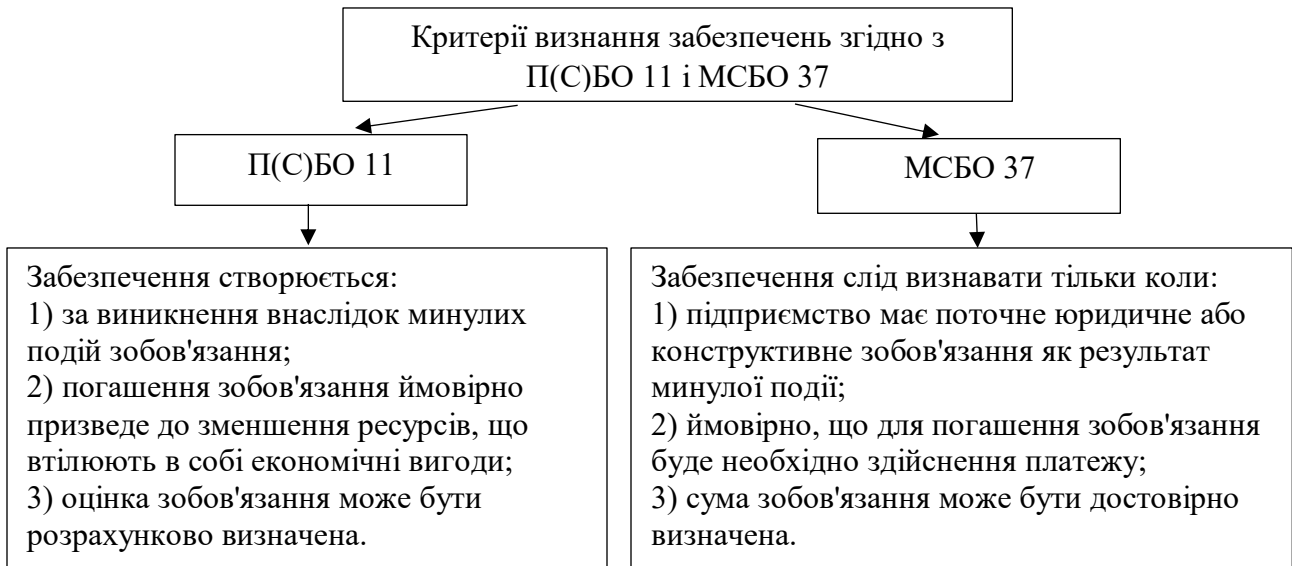 Критерії визнання забезпечень згідно з
П(С)БО 11 і МСБО 37
П(С)БО 11
МСБО 37
Забезпечення створюється:
1) за виникнення внаслідок минулих
подій зобов'язання;
2) погашення зобов'язання ймовірно
призведе до зменшення ресурсів, що
втілюють в собі економічні вигоди;
3) оцінка зобов'язання може бути
розрахунково визначена.
Забезпечення слід визнавати тільки коли:
1) підприємство має поточне юридичне або
конструктивне зобов'язання як результат
минулої події;
2) ймовірно, що для погашення зобов'язання
буде необхідно здійснення платежу;
3) сума зобов'язання може бути достовірно
визначена.